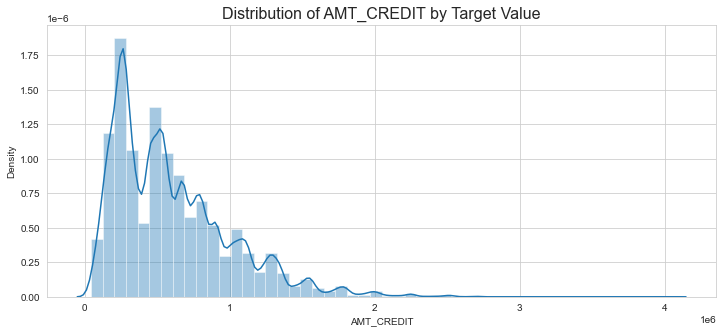 Distribution of AMT_CREDIT by Target Value
1e−6
1.75
1.50
1.25
1.00
0.75
0.50
0.25
0.00
Density
0
1
2
3
4
AMT_CREDIT
1e6